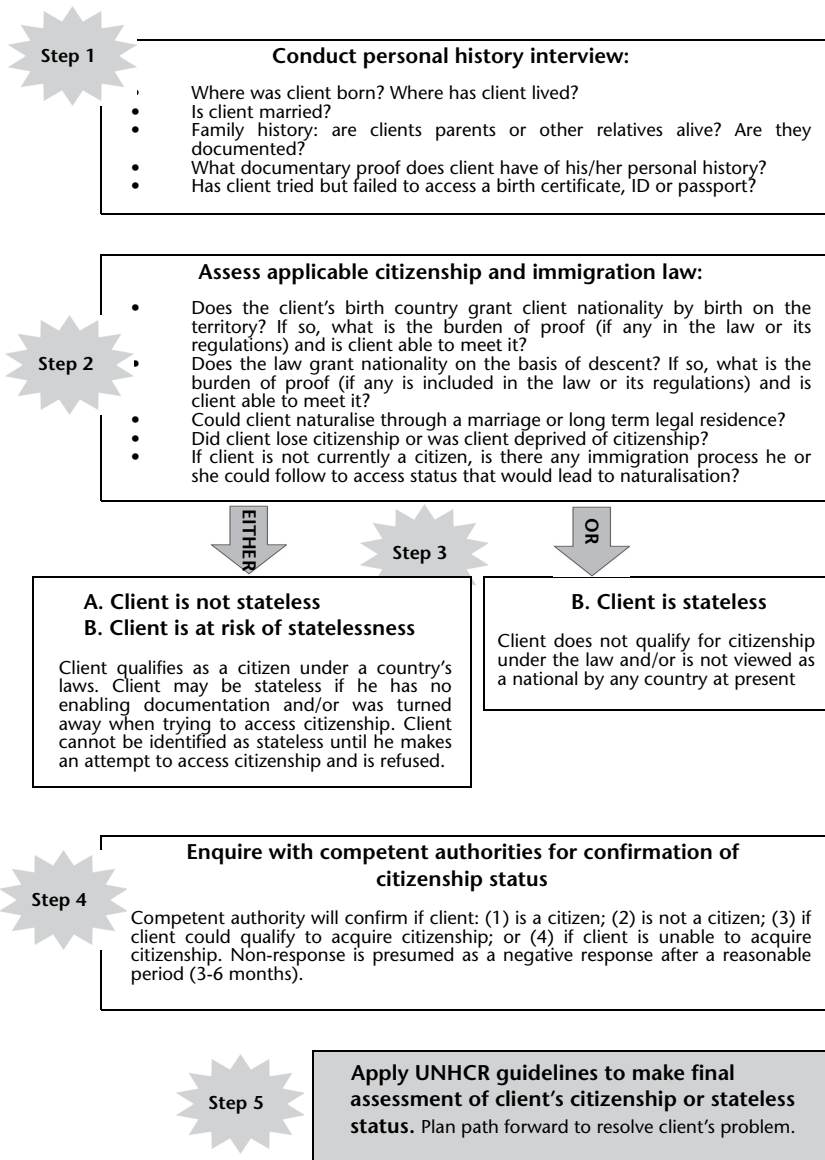 Step 1
Conduct personal history interview:
• Where was client born? Where has client lived?
• Is client married?
• Family history: are clients parents or other relatives alive? Are they
documented?
• What documentary proof does client have of his/her personal history?
• Has client tried but failed to access a birth certificate, ID or passport?
Step 2
Assess applicable citizenship and immigration law:
• Does the client's birth country grant client nationality by birth on the
territory? If so, what is the burden of proof (if any in the law or its
regulations) and is client able to meet it?
• Does the law grant nationality on the basis of descent? If so, what is the
burden of proof (if any is included in the law or its regulations) and is
client able to meet it?
• Could client naturalise through a marriage or long term legal residence?
• Did client lose citizenship or was client deprived of citizenship?
• If client is not currently a citizen, is there any immigration process he or
she could follow to access status that would lead to naturalisation?
EITHER
Step 3
OR
A. Client is not stateless
B. Client is at risk of statelessness
Client qualifies as a citizen under a country's
laws. Client may be stateless if he has no
enabling documentation and/or was turned
away when trying to access citizenship. Client
cannot be identified as stateless until he makes
an attempt to access citizenship and is refused.
B. Client is stateless
Client does not qualify for citizenship
under the law and/or is not viewed as
a national by any country at present
Step 4
Enquire with competent authorities for confirmation of
citizenship status
Competent authority will confirm if client: (1) is a citizen; (2) is not a citizen; (3) if
client could qualify to acquire citizenship; or (4) if client is unable to acquire
citizenship. Non-response is presumed as a negative response after a reasonable
period (3-6 months).
Step 5
Apply UNHCR guidelines to make final
assessment of client's citizenship or stateless
status. Plan path forward to resolve client's problem.